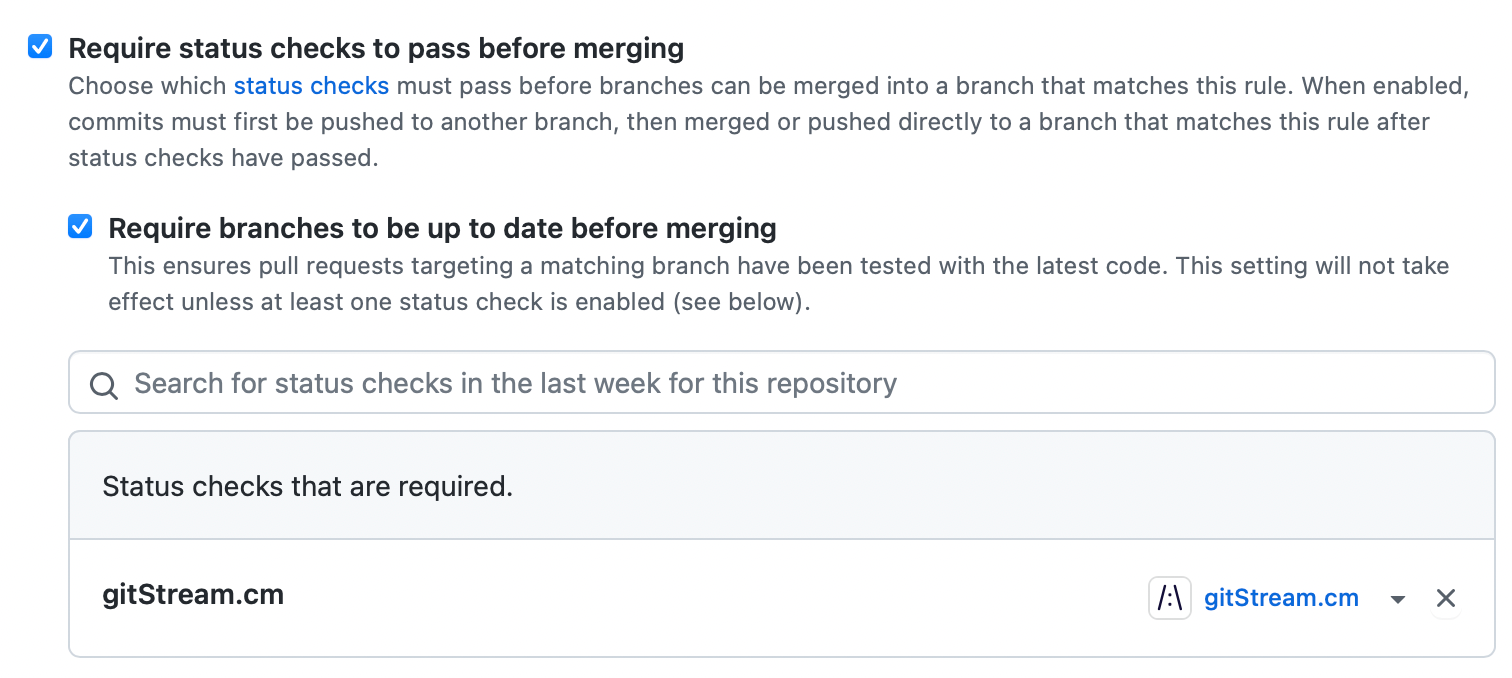 Require status checks to pass before merging
Choose which status checks must pass before branches can be merged into a branch that matches this rule. When enabled,
commits must first be pushed to another branch, then merged or pushed directly to a branch that matches this rule after
status checks have passed.
Require branches to be up to date before merging
This ensures pull requests targeting a matching branch have been tested with the latest code. This setting will not take
effect unless at least one status check is enabled (see below).
Search for status checks in the last week for this repository
Status checks that are required.
gitStream.cm /:\ gitStream.cm